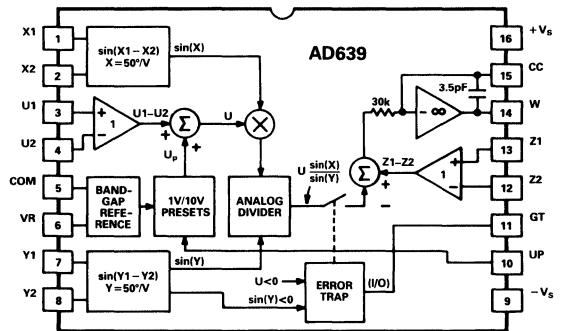 AD639
X1 1
X2 2
U1 3
U2 4
COM 5
VR 6
Y1 7
Y2 8
16 +VS
15 CC
14 W
13 Z1
12 Z2
11 GT
10 UP
9 −VS
sin(X1−X2)
X=50°/V
sin(X)
+
−
1
U1−U2
+
Σ
+
UP
U
×
BAND-
GAP
REFE-
RENCE
1V/10V
PRESETS
ANALOG
DIVIDER
sin(Y1−Y2)
Y=50°/V
sin(Y)
U<0
sin(Y)<0
ERROR
TRAP
(I/O)
U sin(X)
sin(Y)
−
Σ
+
Z1−Z2
1
+
−
30k
− ∞
3.5pF